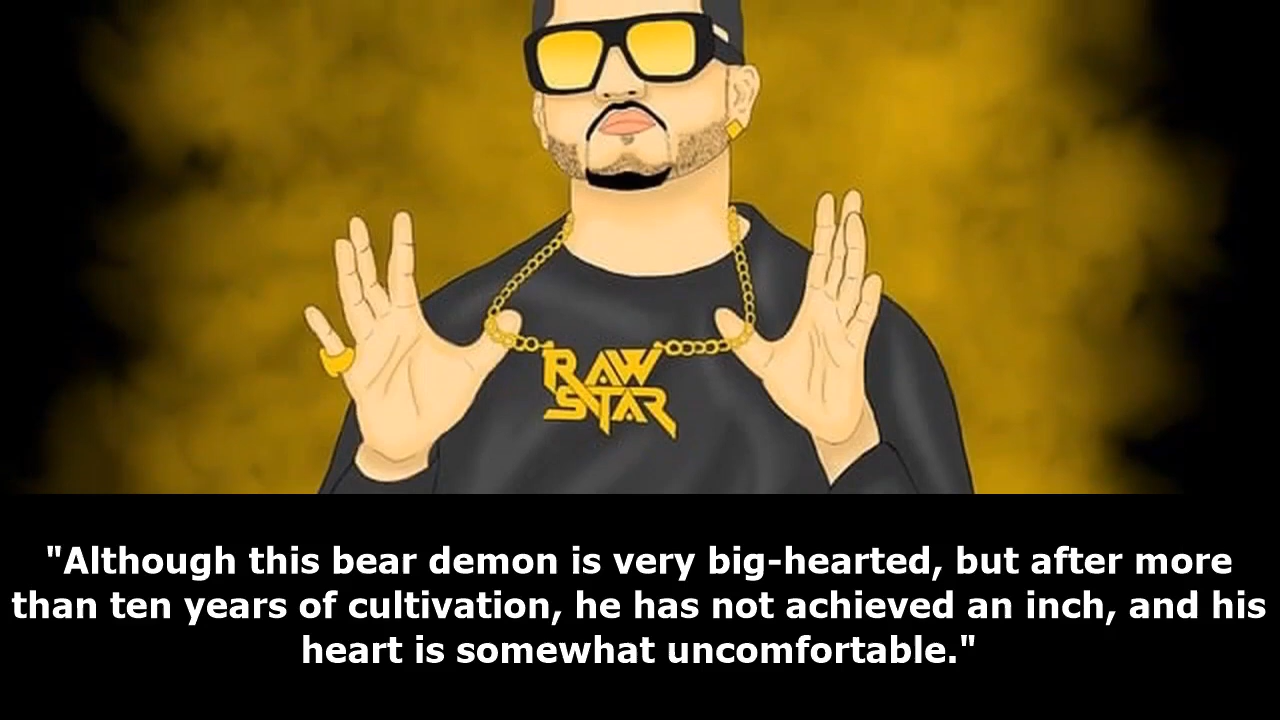 RAW
STAR
"Although this bear demon is very big-hearted, but after more
than ten years of cultivation, he has not achieved an inch, and his
heart is somewhat uncomfortable."